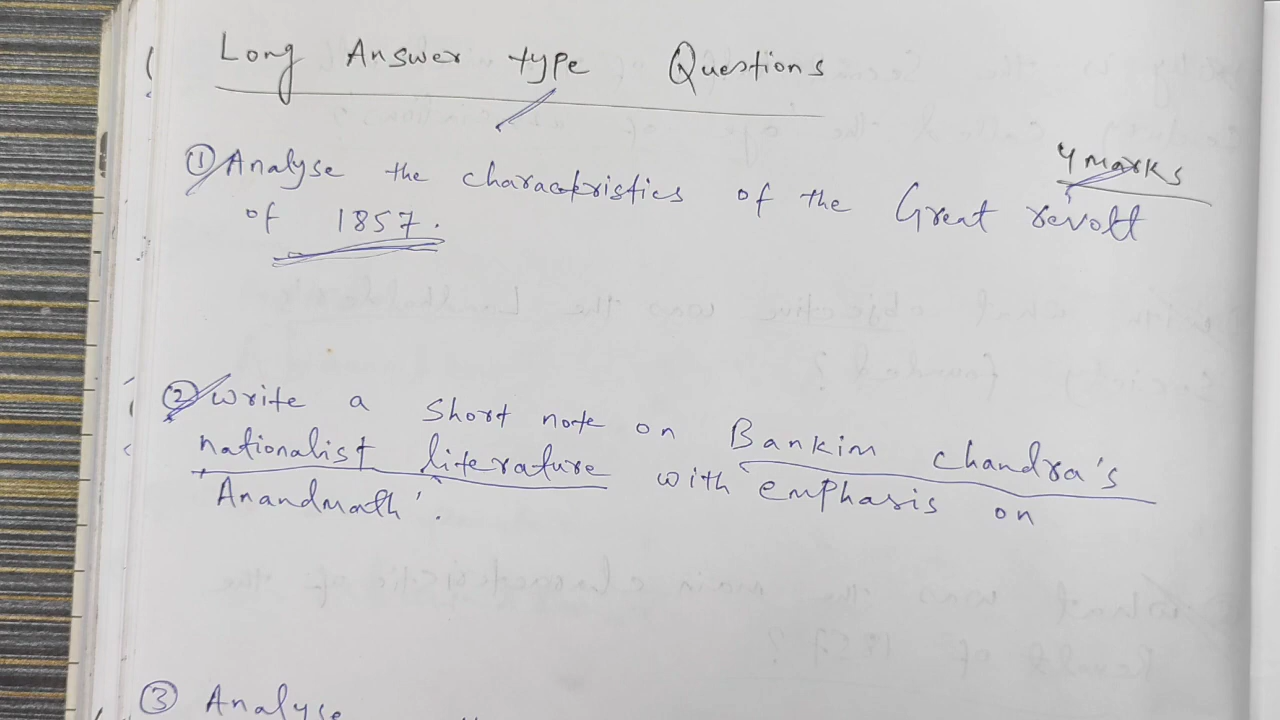 Long Answer type Questions
4 marks
① Analyse the characteristics of the Great revolt
of 1857.
② Write a short note on Bankim Chandra's
nationalist literature with emphasis on
'Anandmath'.
③ Analyse